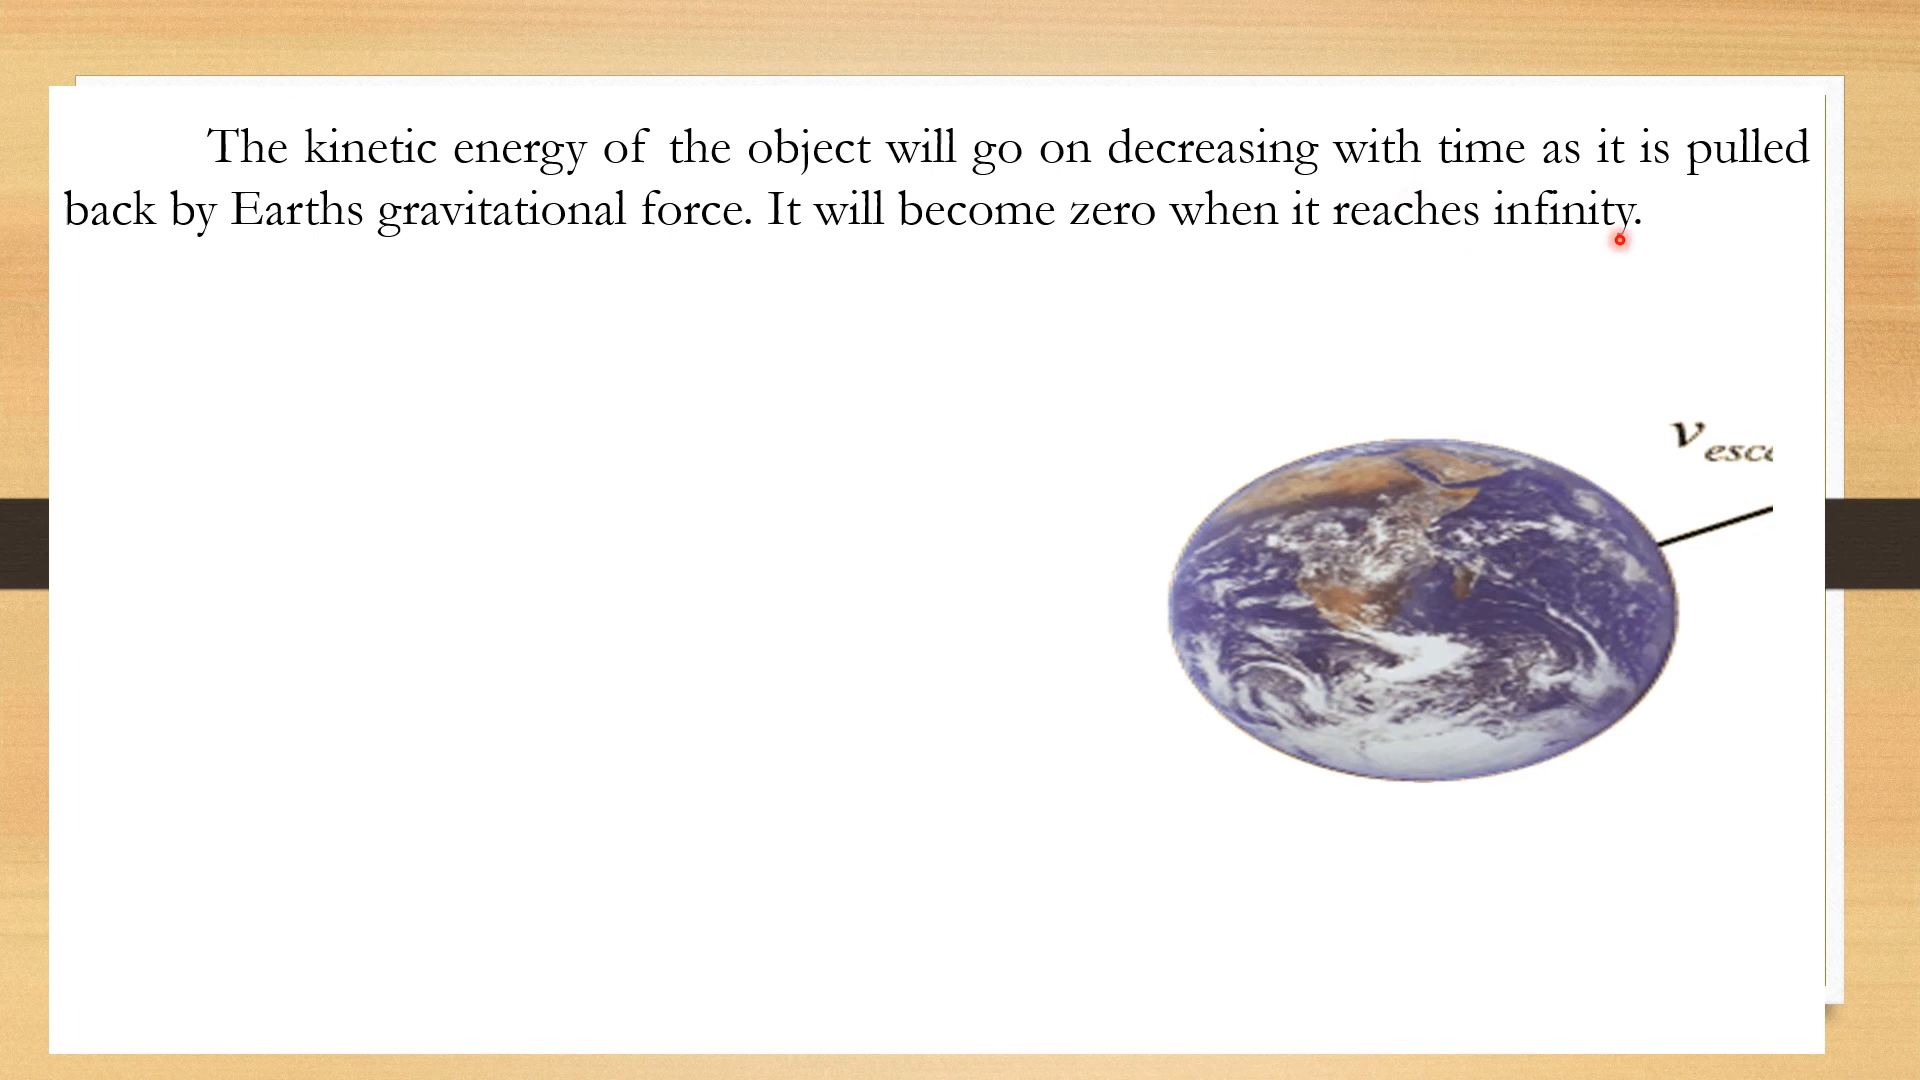 The kinetic energy of the object will go on decreasing with time as it is pulled
back by Earths gravitational force. It will become zero when it reaches infinity.
v esc